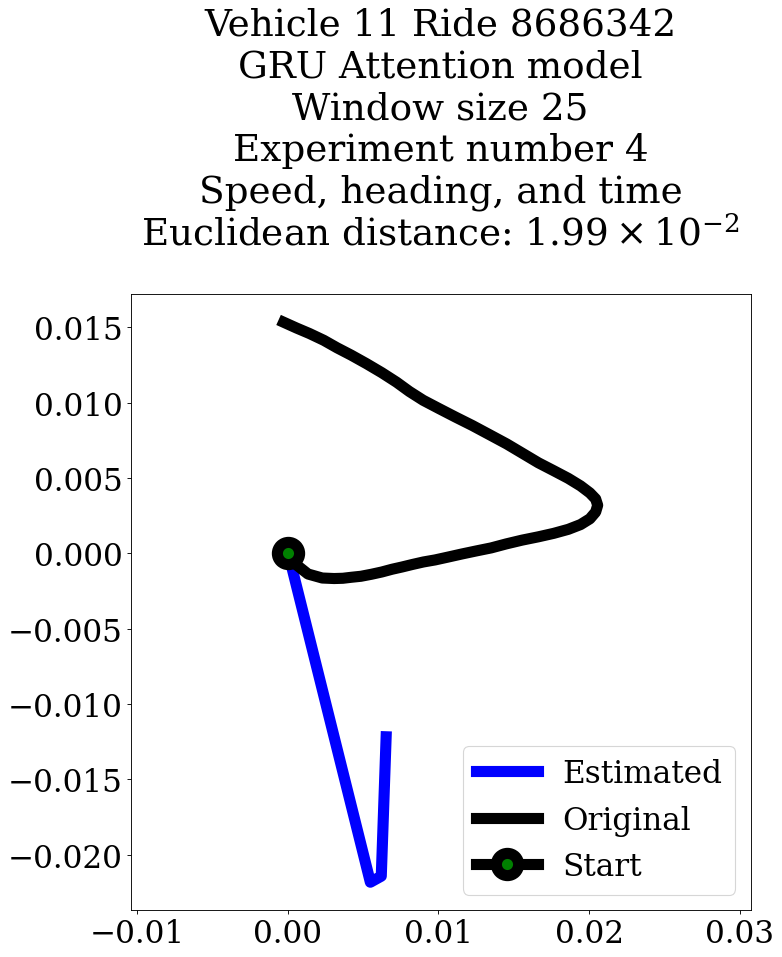 Vehicle 11 Ride 8686342
GRU Attention model
Window size 25
Experiment number 4
Speed, heading, and time
Euclidean distance: 1.99 × 10⁻²
0.015
0.010
0.005
0.000
−0.005
−0.010
−0.015
−0.020
Estimated
Original
Start
−0.01 0.00 0.01 0.02 0.03